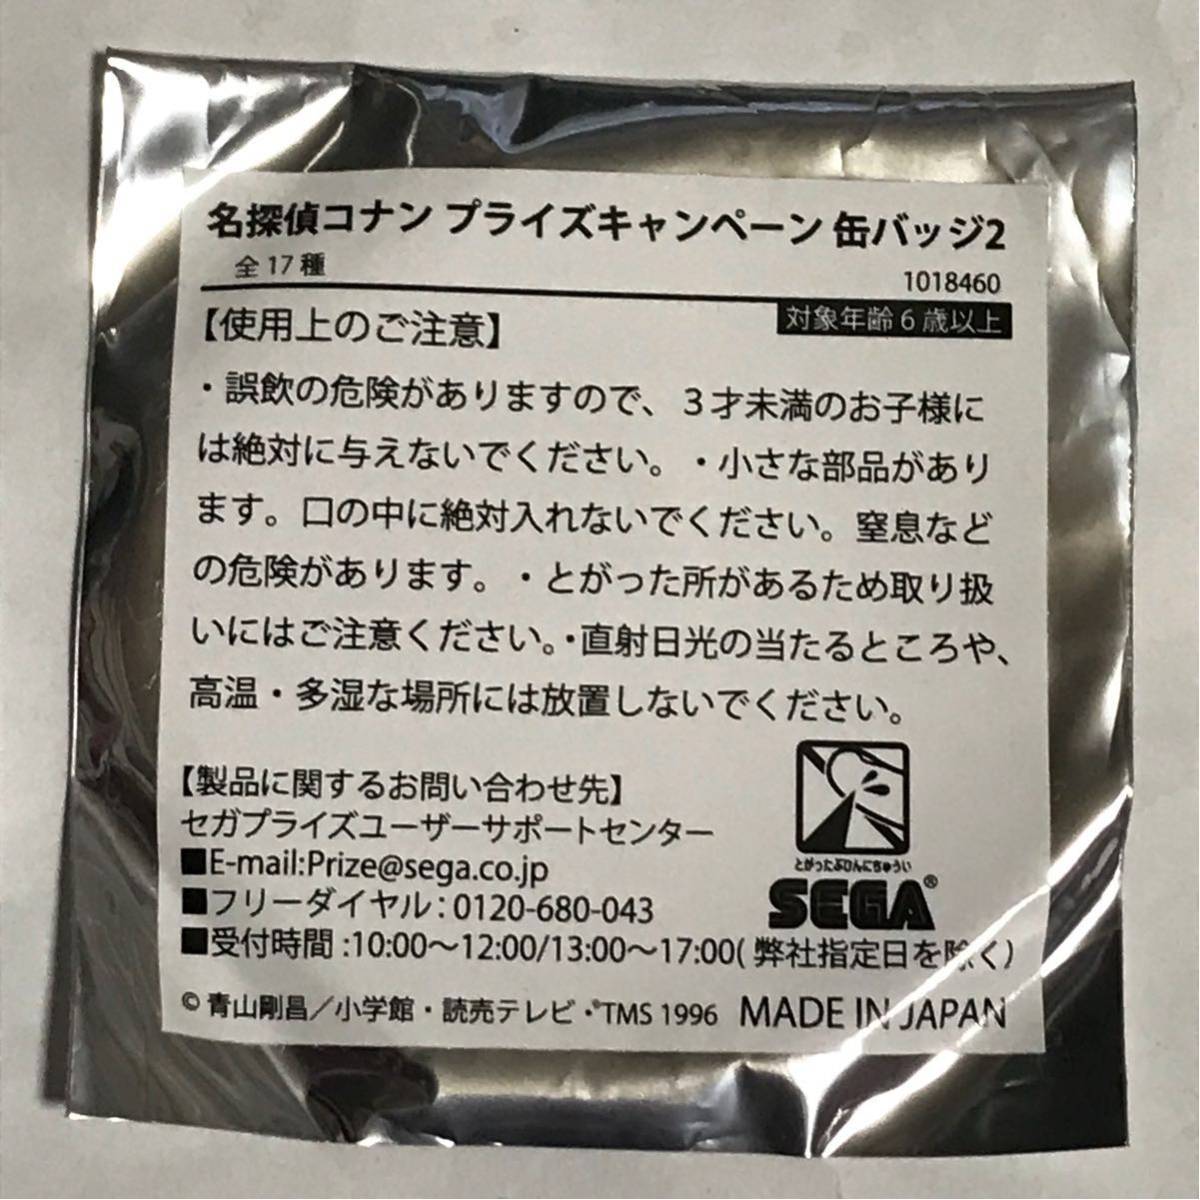 名探偵コナン プライズキャンペーン 缶バッジ2
全17種
1018460
対象年齢6歳以上
【使用上のご注意】
・誤飲の危険がありますので、3才未満のお子様に
は絶対に与えないでください。・小さな部品があり
ます。口の中に絶対入れないでください。窒息など
の危険があります。・とがった所があるため取り扱
いにはご注意ください。・直射日光の当たるところや、
高温・多湿な場所には放置しないでください。
【製品に関するお問い合わせ先】
セガプライズユーザーサポートセンター
■E-mail:Prize@sega.co.jp
■フリーダイヤル:0120-680-043
■受付時間:10:00〜12:00/13:00〜17:00(弊社指定日を除く)
とがったぶひんにちゅうい
SEGA®
©青山剛昌／小学館・読売テレビ・TMS 1996 MADE IN JAPAN